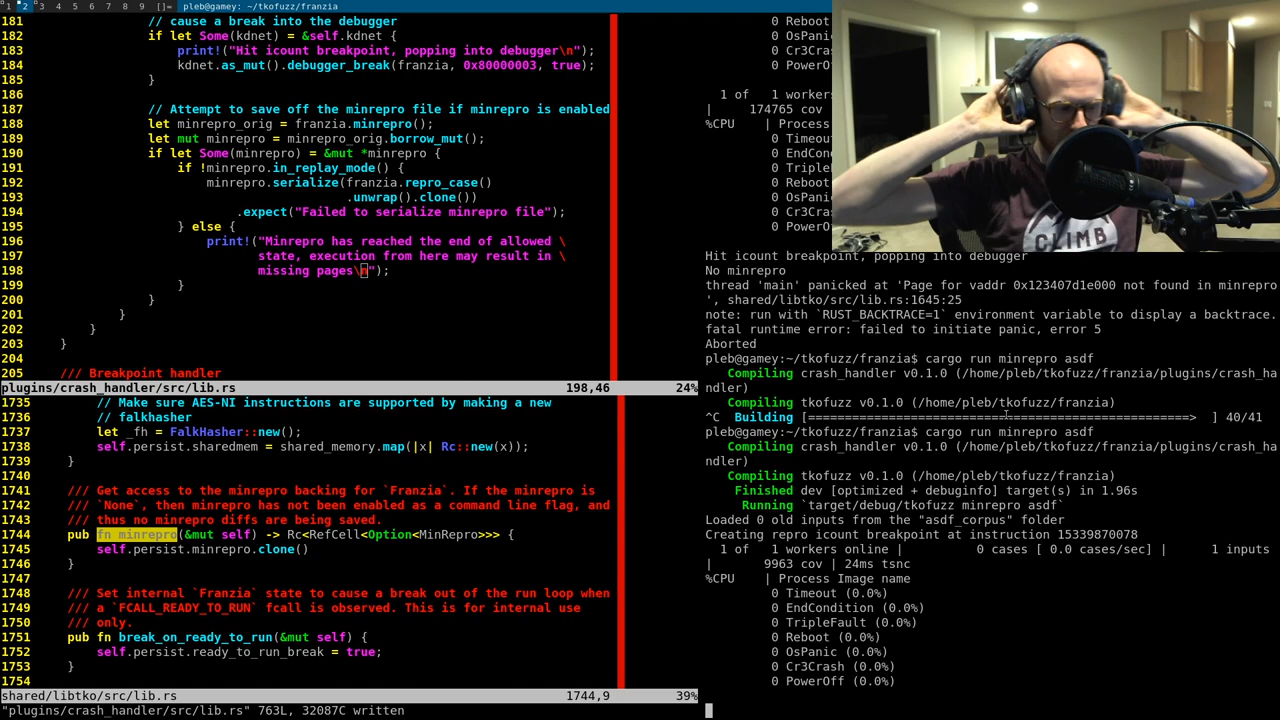 1 2 3 4 5 6 7 8 9 []= pleb@gamey: ~/tkofuzz/franzia
181 // cause a break into the debugger
182 if let Some(kdnet) = &self.kdnet {
183 print!("Hit icount breakpoint, popping into debugger\n");
184 kdnet.as_mut().debugger_break(franzia, 0x80000003, true);
185 }
186
187 // Attempt to save off the minrepro file if minrepro is enabled
188 let minrepro_orig = franzia.minrepro();
189 let mut minrepro = minrepro_orig.borrow_mut();
190 if let Some(minrepro) = &mut *minrepro {
191 if !minrepro.in_replay_mode() {
192 minrepro.serialize(franzia.repro_case()
193 .unwrap().clone())
194 .expect("Failed to serialize minrepro file");
195 } else {
196 print!("Minrepro has reached the end of allowed \
197 state, execution from here may result in \
198 missing pages\n");
199 }
200 }
201 }
202 }
203 }
204
205 /// Breakpoint handler
plugins/crash_handler/src/lib.rs 198,46 24%
1735 // Make sure AES-NI instructions are supported by making a new
1736 // falkhasher
1737 let _fh = FalkHasher::new();
1738 self.persist.sharedmem = shared_memory.map(|x| Rc::new(x));
1739 }
1740
1741 /// Get access to the minrepro backing for `Franzia`. If the minrepro is
1742 /// `None`, then minrepro has not been enabled as a command line flag, and
1743 /// thus no minrepro diffs are being saved.
1744 pub fn minrepro(&mut self) -> Rc<RefCell<Option<MinRepro>>> {
1745 self.persist.minrepro.clone()
1746 }
1747
1748 /// Set internal `Franzia` state to cause a break out of the run loop when
1749 /// a `FCALL_READY_TO_RUN` fcall is observed. This is for internal use
1750 /// only.
1751 pub fn break_on_ready_to_run(&mut self) {
1752 self.persist.ready_to_run_break = true;
1753 }
1754
shared/libtko/src/lib.rs 1744,9 39%
"plugins/crash_handler/src/lib.rs" 763L, 32087C written
0 Reboot
0 OsPanic
0 Cr3Crash
0 PowerO
1 of 1 workers
| 174765 cov
%CPU | Process
0 Timeou
0 EndCon
0 Triple
0 Reboot
0 OsPani
0 Cr3Cra
0 PowerO
CLIMB
Hit icount breakpoint, popping into debugger
No minrepro
thread 'main' panicked at 'Page for vaddr 0x123407d1e000 not found in minrepro
', shared/libtko/src/lib.rs:1645:25
note: run with `RUST_BACKTRACE=1` environment variable to display a backtrace.
fatal runtime error: failed to initiate panic, error 5
Aborted
pleb@gamey:~/tkofuzz/franzia$ cargo run minrepro asdf
Compiling crash_handler v0.1.0 (/home/pleb/tkofuzz/franzia/plugins/crash_ha
ndler)
Compiling tkofuzz v0.1.0 (/home/pleb/tkofuzz/franzia)
^C Building [====================================================> ] 40/41
pleb@gamey:~/tkofuzz/franzia$ cargo run minrepro asdf
Compiling crash_handler v0.1.0 (/home/pleb/tkofuzz/franzia/plugins/crash_ha
ndler)
Compiling tkofuzz v0.1.0 (/home/pleb/tkofuzz/franzia)
Finished dev [optimized + debuginfo] target(s) in 1.96s
Running `target/debug/tkofuzz minrepro asdf`
Loaded 0 old inputs from the "asdf_corpus" folder
Creating repro icount breakpoint at instruction 15339870078
1 of 1 workers online | 0 cases [ 0.0 cases/sec] | 1 inputs
| 9963 cov | 24ms tsnc
%CPU | Process Image name
0 Timeout (0.0%)
0 EndCondition (0.0%)
0 TripleFault (0.0%)
0 Reboot (0.0%)
0 OsPanic (0.0%)
0 Cr3Crash (0.0%)
0 PowerOff (0.0%)